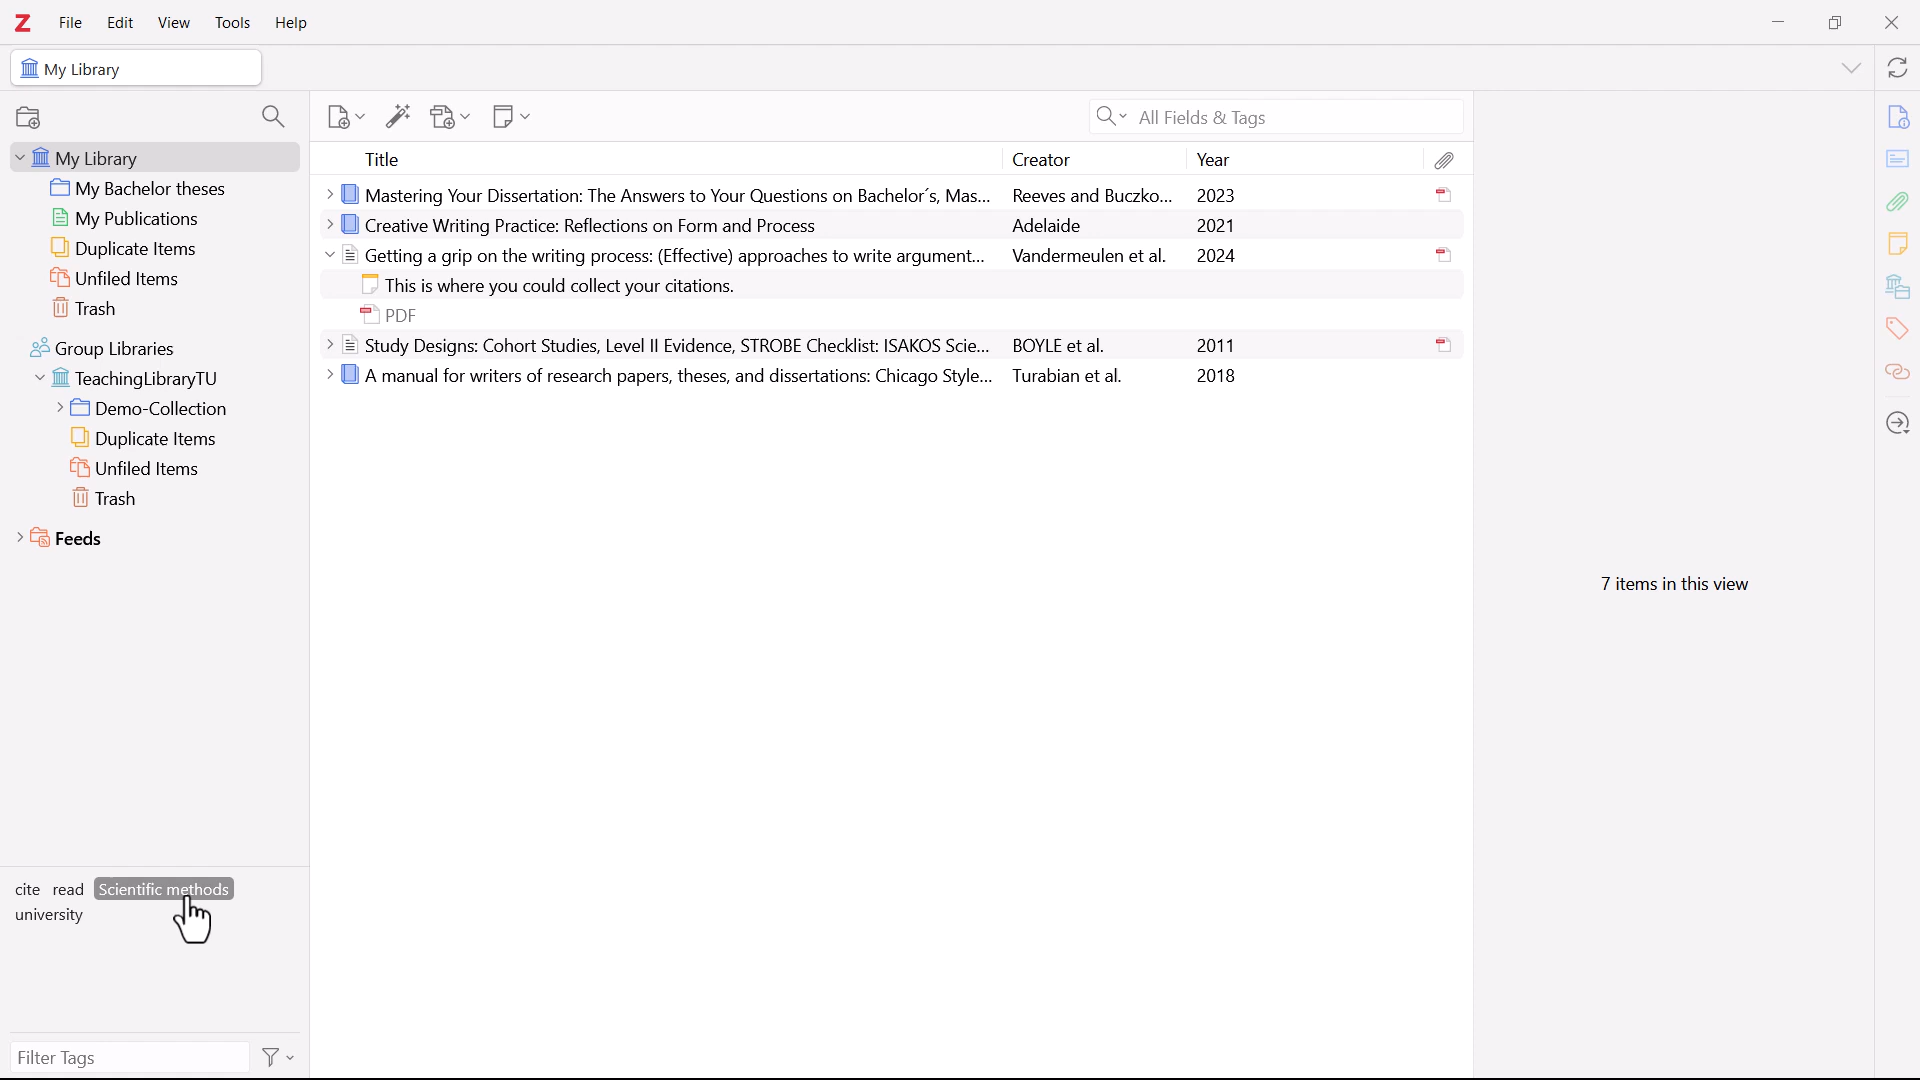 Z File Edit View Tools Help
My Library
All Fields & Tags
My Library
My Bachelor theses
My Publications
Duplicate Items
Unfiled Items
Trash
Group Libraries
TeachingLibraryTU
Demo-Collection
Duplicate Items
Unfiled Items
Trash
Feeds
Title Creator Year
Mastering Your Dissertation: The Answers to Your Questions on Bachelor´s, Mas... Reeves and Buczko... 2023
Creative Writing Practice: Reflections on Form and Process Adelaide 2021
Getting a grip on the writing process: (Effective) approaches to write argument... Vandermeulen et al. 2024
This is where you could collect your citations.
PDF
Study Designs: Cohort Studies, Level II Evidence, STROBE Checklist: ISAKOS Scie... BOYLE et al. 2011
A manual for writers of research papers, theses, and dissertations: Chicago Style... Turabian et al. 2018
7 items in this view
cite read Scientific methods
university
Filter Tags